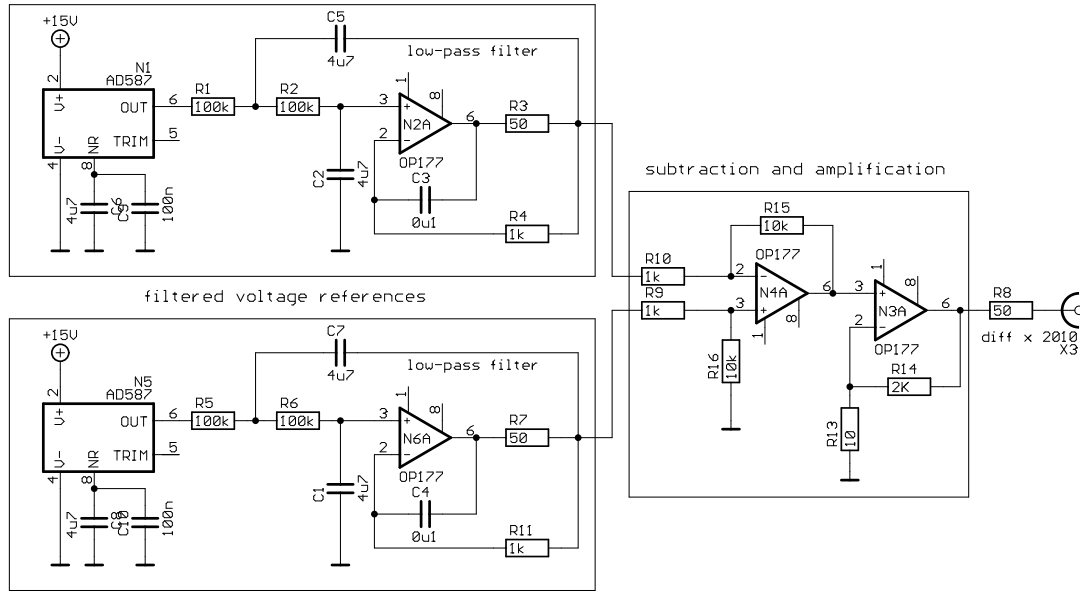 +15V
C5
4u7
low-pass filter
N1
AD587
2
V+
OUT
6
R1
100k
R2
100k
3
1
8
+
N2A
-
2
OP177
6
R3
50
V-
NR
TRIM
5
4
8
4u7
C6
C9
100n
C2
4u7
C3
0u1
R4
1k
filtered voltage references
subtraction and amplification
R15
10k
OP177
R10
1k
R9
1k
2
-
N4A
3
+
6
1
8
R16
10k
3
1
8
+
N3A
-
2
OP177
6
R8
50
diff x 2010
X3
R14
2K
R13
10
+15V
C7
4u7
low-pass filter
N5
AD587
2
V+
OUT
6
R5
100k
R6
100k
3
1
8
+
N6A
-
2
OP177
6
R7
50
V-
NR
TRIM
5
4
8
4u7
C8
C10
100n
C1
4u7
C4
0u1
R11
1k